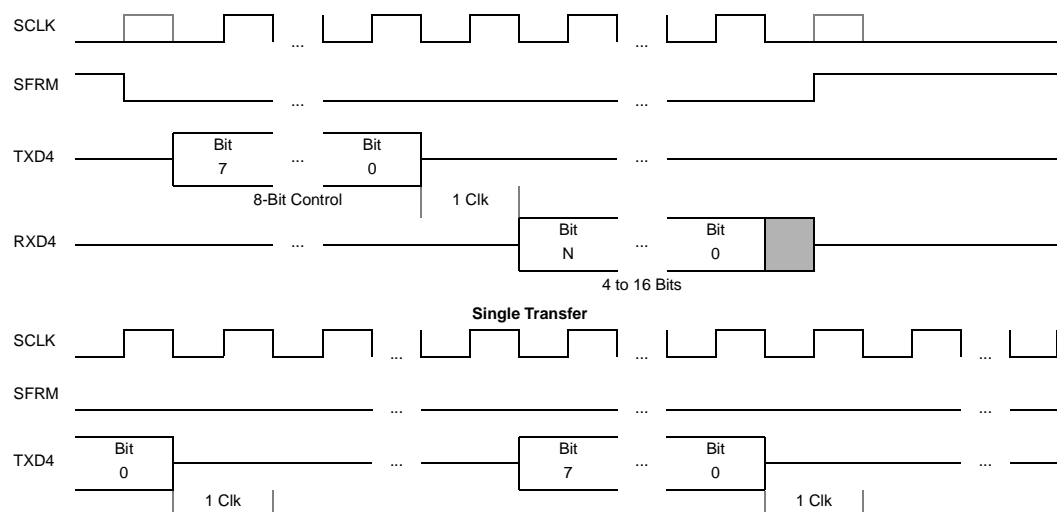 SCLK
... ...
SFRM
... ...
TXD4 Bit 7 ... Bit 0 ...
8-Bit Control 1 Clk
RXD4 ... Bit N ... Bit 0
4 to 16 Bits
Single Transfer
SCLK
... ... ...
SFRM
... ... ...
TXD4 Bit 0 ... Bit 7 ... Bit 0 ...
1 Clk 1 Clk